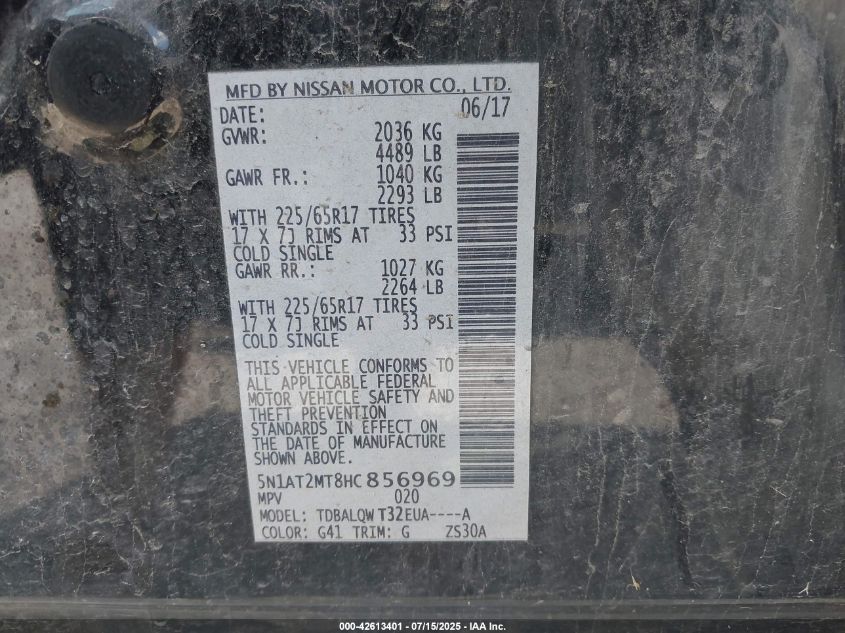 MFD BY NISSAN MOTOR CO., LTD.
DATE: 06/17
GVWR: 2036 KG
4489 LB
GAWR FR.: 1040 KG
2293 LB
WITH 225/65R17 TIRES
17 X 7J RIMS AT 33 PSI
COLD SINGLE
GAWR RR.: 1027 KG
2264 LB
WITH 225/65R17 TIRES
17 X 7J RIMS AT 33 PSI
COLD SINGLE
THIS VEHICLE CONFORMS TO
ALL APPLICABLE FEDERAL
MOTOR VEHICLE SAFETY AND
THEFT PREVENTION
STANDARDS IN EFFECT ON
THE DATE OF MANUFACTURE
SHOWN ABOVE.
5N1AT2MT8HC856969
MPV 020
MODEL: TDBALQW T32EUA----A
COLOR: G41 TRIM: G ZS30A
000-42613401 - 07/15/2025 - IAA Inc.